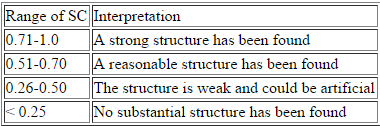 Range of SC Interpretation
0.71-1.0 A strong structure has been found
0.51-0.70 A reasonable structure has been found
0.26-0.50 The structure is weak and could be artificial
< 0.25 No substantial structure has been found